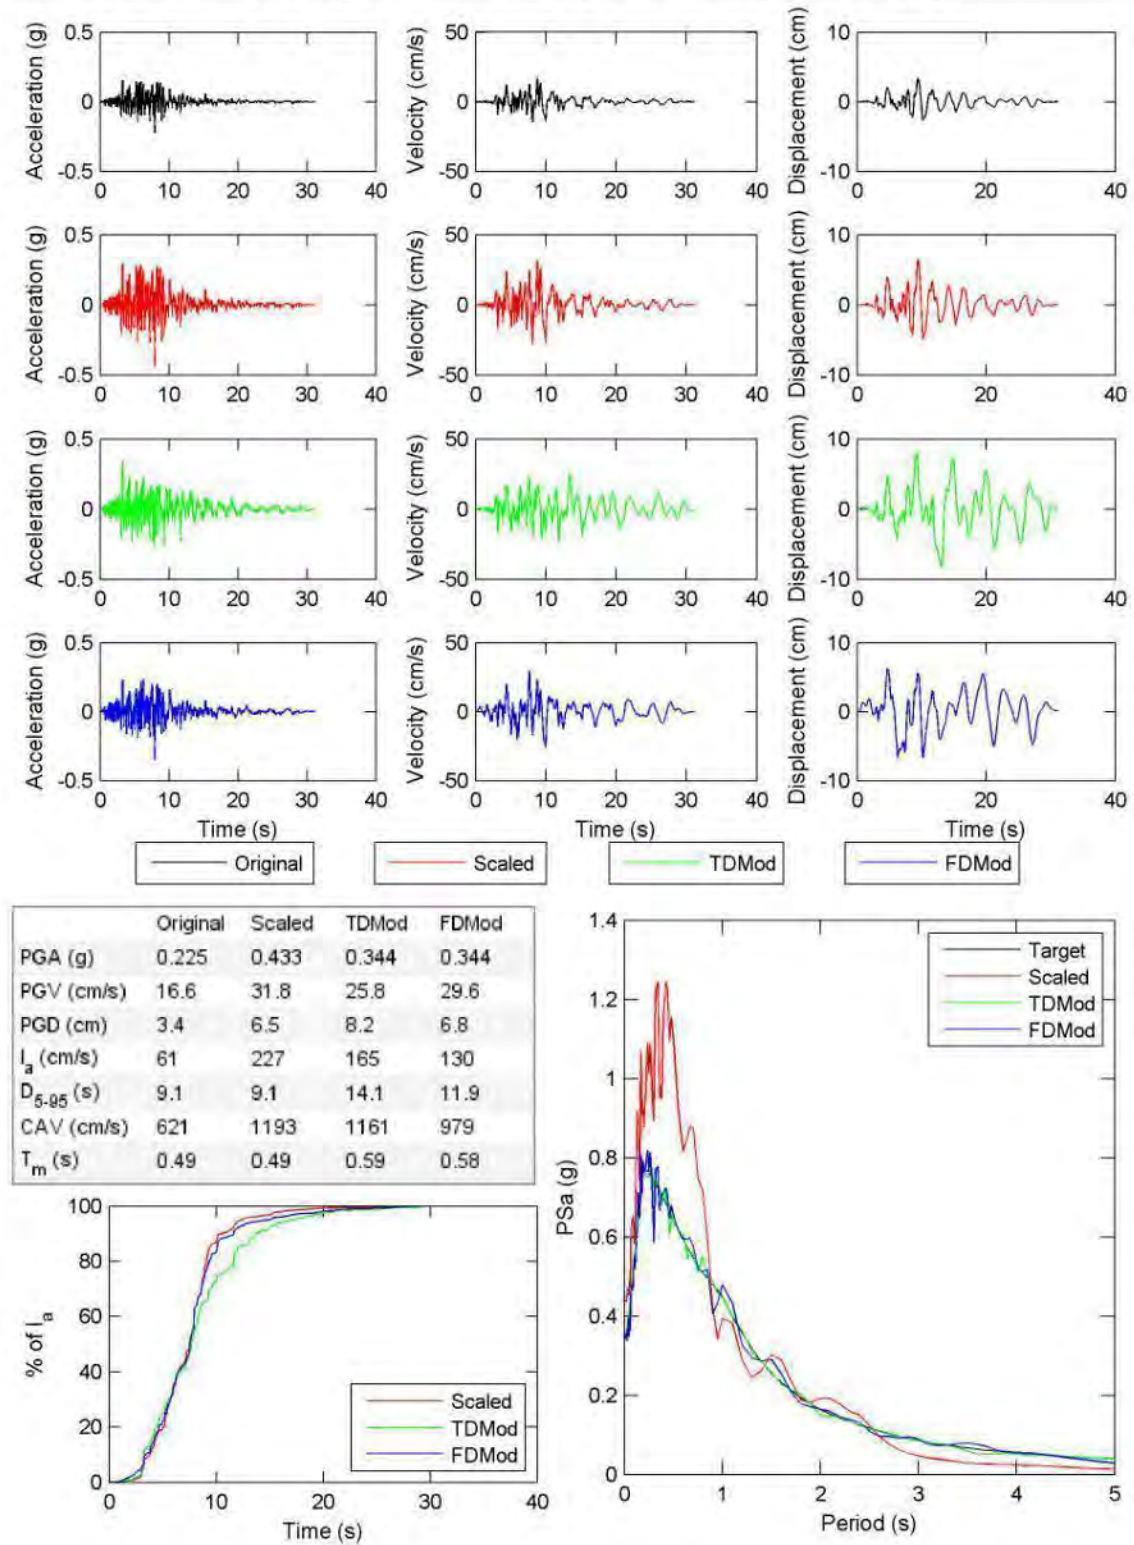 Acceleration (g)
0.5
0
-0.5
0 10 20 30 40
Velocity (cm/s)
50
0
-50
0 10 20 30 40
Displacement (cm)
10
0
-10
0 20 40
Acceleration (g)
0.5
0
-0.5
0 10 20 30 40
Velocity (cm/s)
50
0
-50
0 10 20 30 40
Displacement (cm)
10
0
-10
0 20 40
Acceleration (g)
0.5
0
-0.5
0 10 20 30 40
Velocity (cm/s)
50
0
-50
0 10 20 30 40
Displacement (cm)
10
0
-10
0 20 40
Acceleration (g)
0.5
0
-0.5
0 10 20 30 40
Time (s)
Velocity (cm/s)
50
0
-50
0 10 20 30 40
Time (s)
Displacement (cm)
10
0
-10
0 20 40
Time (s)
Original Scaled TDMod FDMod
Original Scaled TDMod FDMod
PGA (g) 0.225 0.433 0.344 0.344
PGV (cm/s) 16.6 31.8 25.8 29.6
PGD (cm) 3.4 6.5 8.2 6.8
Ia (cm/s) 61 227 165 130
D5-95 (s) 9.1 9.1 14.1 11.9
CAV (cm/s) 621 1193 1161 979
Tm (s) 0.49 0.49 0.59 0.58
% of Ia
100
80
60
40
20
0
0 10 20 30 40
Time (s)
Scaled
TDMod
FDMod
PSa (g)
1.4
1.2
1
0.8
0.6
0.4
0.2
0
0 1 2 3 4 5
Period (s)
Target
Scaled
TDMod
FDMod